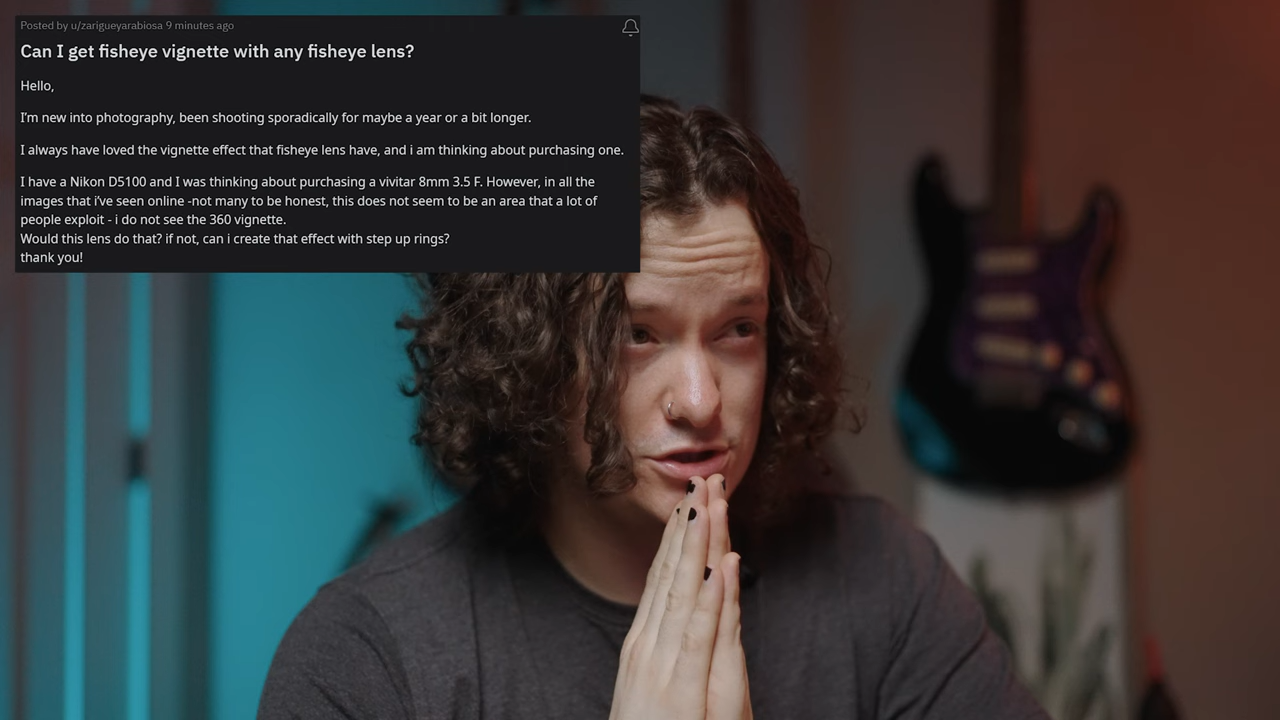 Posted by u/zarigueyarabiosa 9 minutes ago
Can I get fisheye vignette with any fisheye lens?
Hello,
I'm new into photography, been shooting sporadically for maybe a year or a bit longer.
I always have loved the vignette effect that fisheye lens have, and i am thinking about purchasing one.
I have a Nikon D5100 and I was thinking about purchasing a vivitar 8mm 3.5 F. However, in all the
images that i've seen online -not many to be honest, this does not seem to be an area that a lot of
people exploit - i do not see the 360 vignette.
Would this lens do that? if not, can i create that effect with step up rings?
thank you!